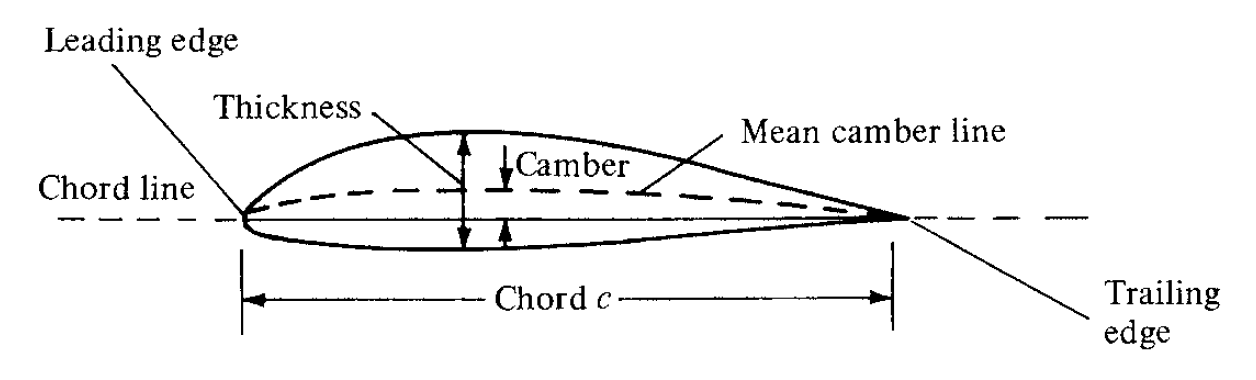 Leading edge
Thickness
Mean camber line
Camber
Chord line
Chord c
Trailing
edge